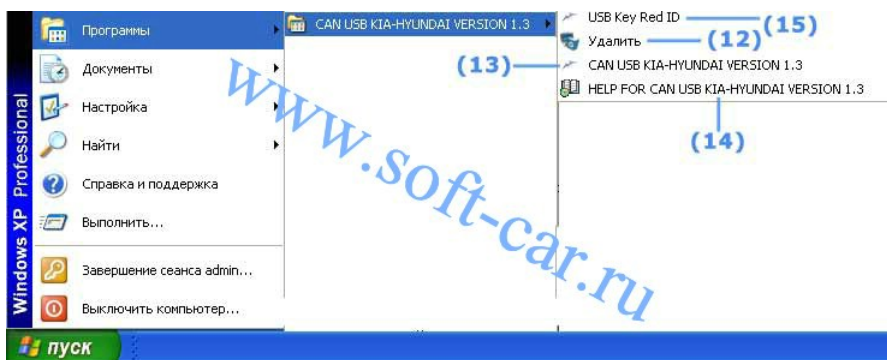 Windows XP Professional
Программы
Документы
Настройка
Найти
Справка и поддержка
Выполнить...
Завершение сеанса admin...
Выключить компьютер...
пуск
CAN USB KIA-HYUNDAI VERSION 1.3
USB Key Red ID (15)
Удалить (12)
(13) CAN USB KIA-HYUNDAI VERSION 1.3
HELP FOR CAN USB KIA-HYUNDAI VERSION 1.3
(14)
www.soft-car.ru